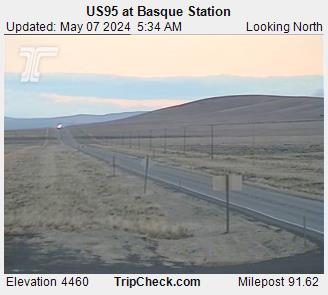 US95 at Basque Station
Updated: May 07 2024 5:34 AM Looking North
Elevation 4460 TripCheck.com Milepost 91.62